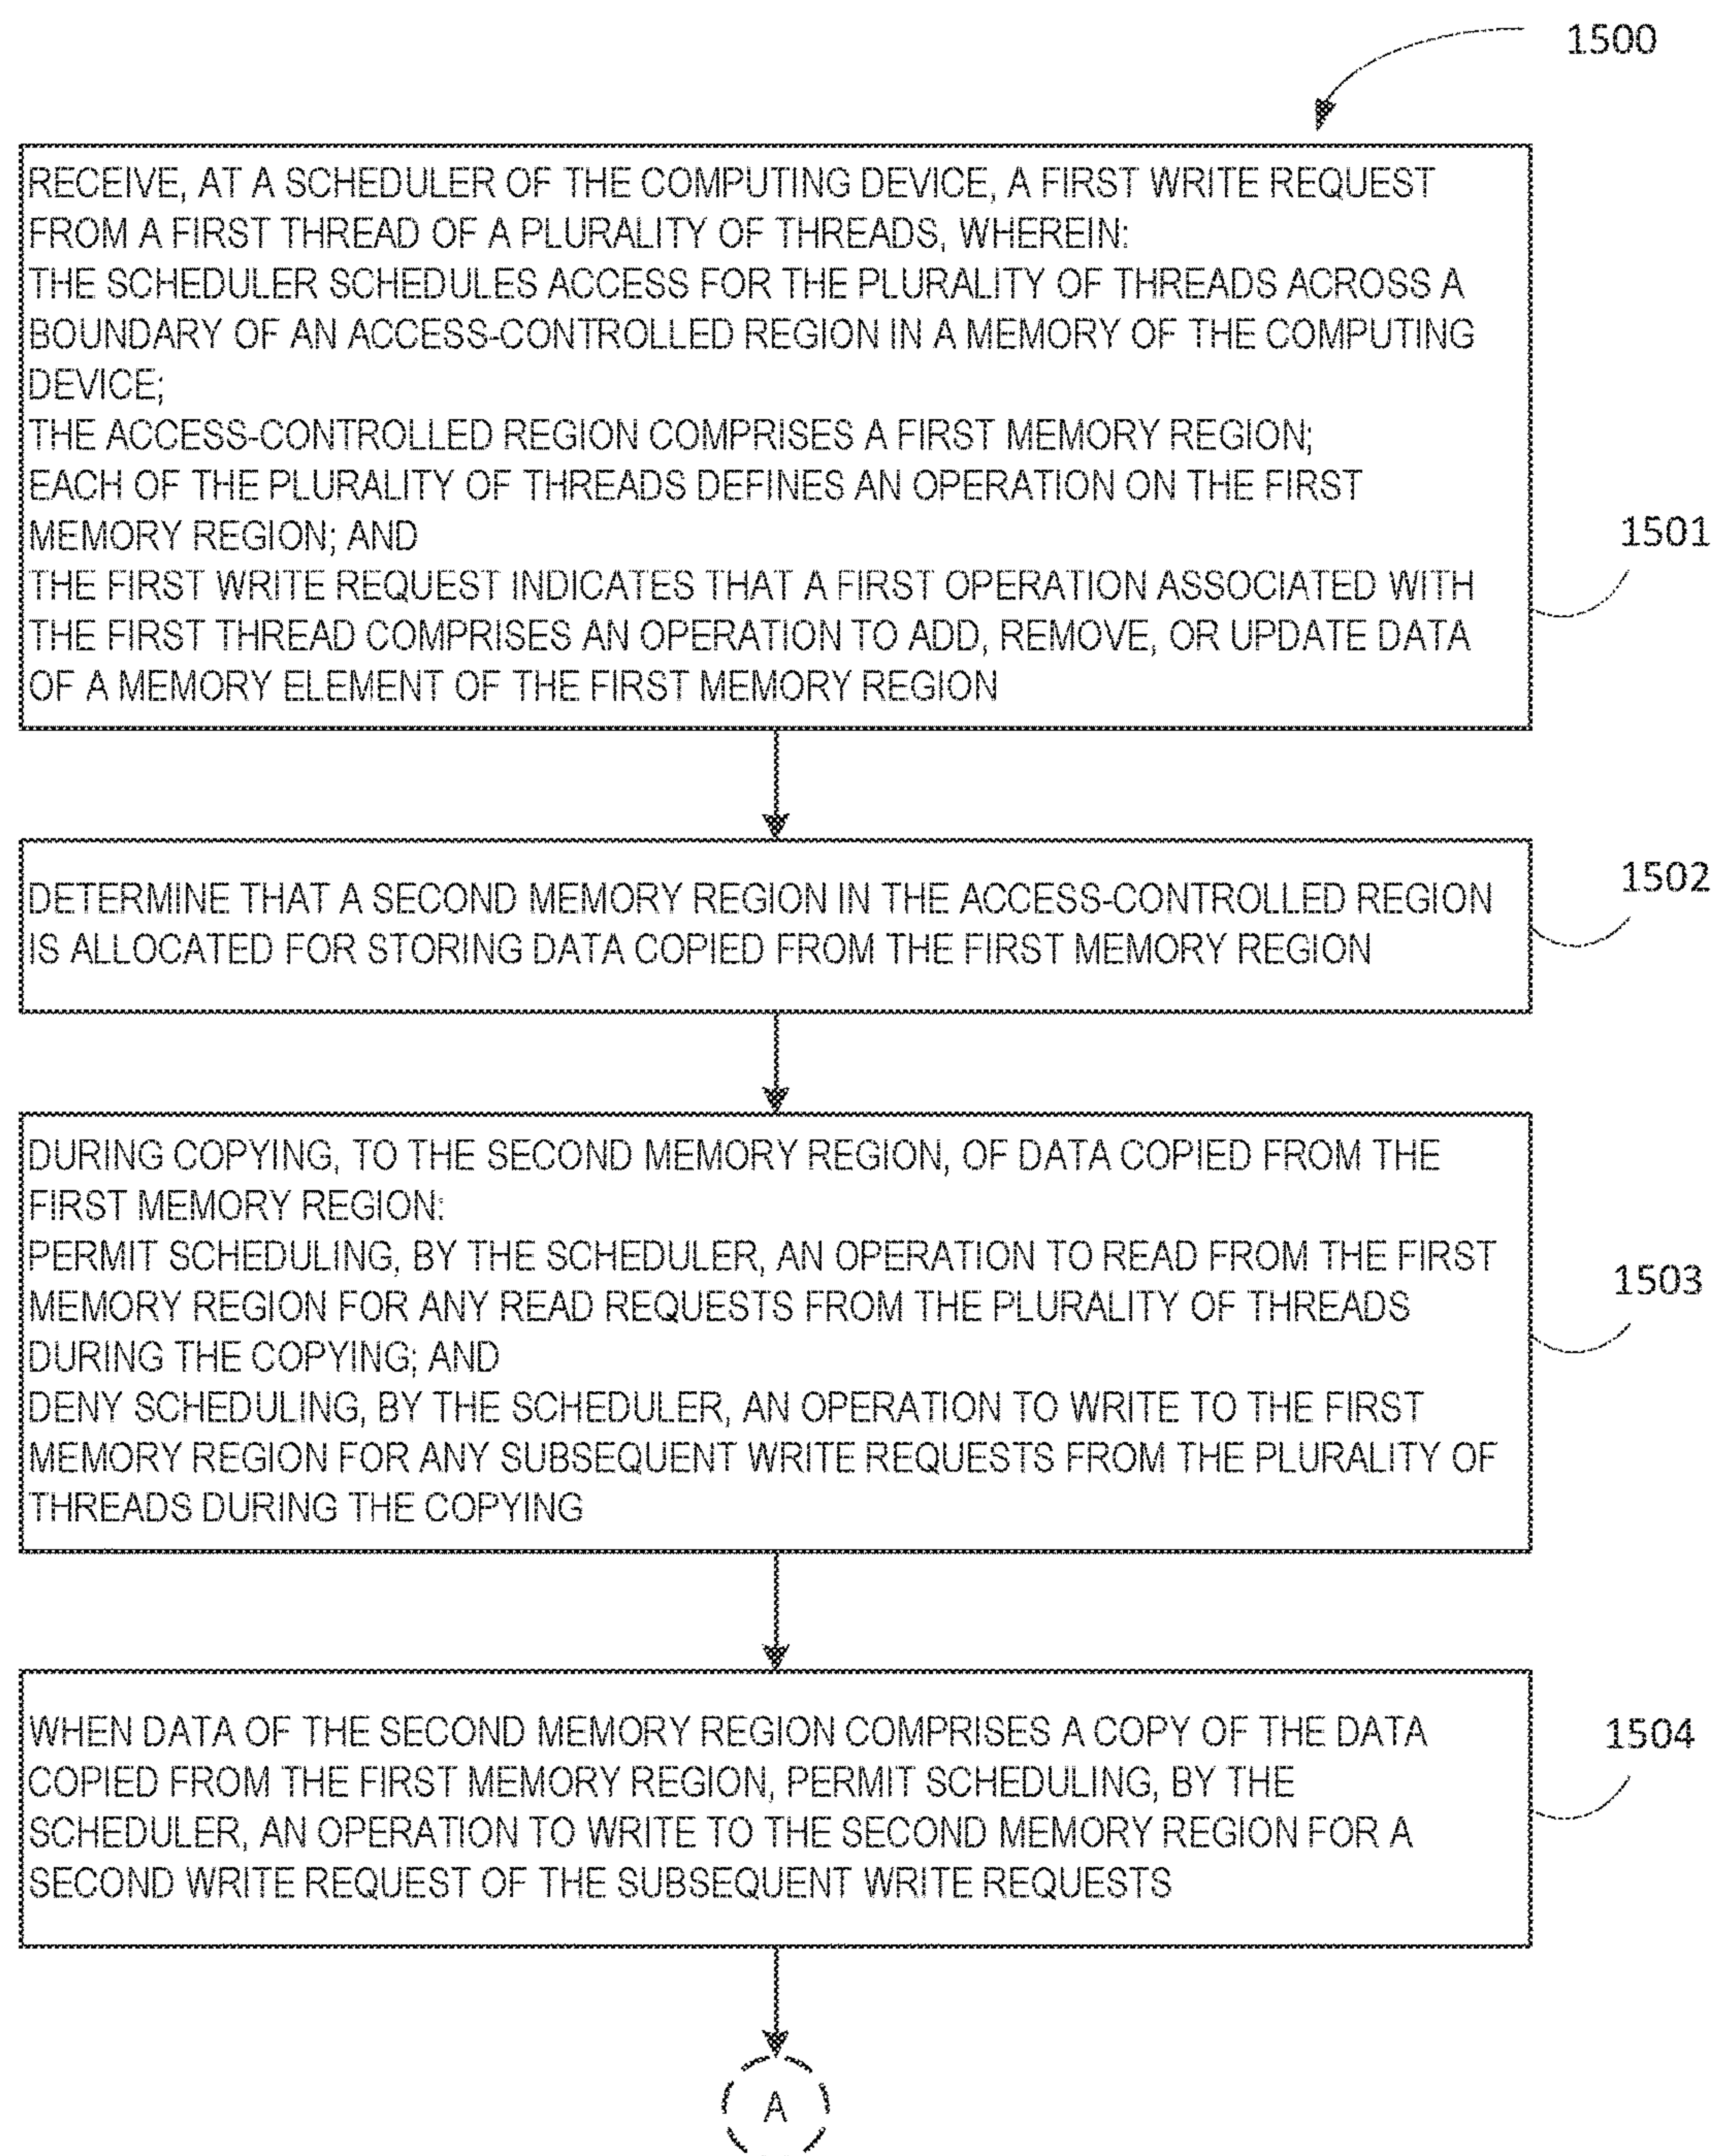 1500
RECEIVE, AT A SCHEDULER OF THE COMPUTING DEVICE, A FIRST WRITE REQUEST
FROM A FIRST THREAD OF A PLURALITY OF THREADS, WHEREIN:
THE SCHEDULER SCHEDULES ACCESS FOR THE PLURALITY OF THREADS ACROSS A
BOUNDARY OF AN ACCESS-CONTROLLED REGION IN A MEMORY OF THE COMPUTING
DEVICE;
THE ACCESS-CONTROLLED REGION COMPRISES A FIRST MEMORY REGION;
EACH OF THE PLURALITY OF THREADS DEFINES AN OPERATION ON THE FIRST
MEMORY REGION; AND
THE FIRST WRITE REQUEST INDICATES THAT A FIRST OPERATION ASSOCIATED WITH
THE FIRST THREAD COMPRISES AN OPERATION TO ADD, REMOVE, OR UPDATE DATA
OF A MEMORY ELEMENT OF THE FIRST MEMORY REGION
1501
DETERMINE THAT A SECOND MEMORY REGION IN THE ACCESS-CONTROLLED REGION
IS ALLOCATED FOR STORING DATA COPIED FROM THE FIRST MEMORY REGION
1502
DURING COPYING, TO THE SECOND MEMORY REGION, OF DATA COPIED FROM THE
FIRST MEMORY REGION:
PERMIT SCHEDULING, BY THE SCHEDULER, AN OPERATION TO READ FROM THE FIRST
MEMORY REGION FOR ANY READ REQUESTS FROM THE PLURALITY OF THREADS
DURING THE COPYING; AND
DENY SCHEDULING, BY THE SCHEDULER, AN OPERATION TO WRITE TO THE FIRST
MEMORY REGION FOR ANY SUBSEQUENT WRITE REQUESTS FROM THE PLURALITY OF
THREADS DURING THE COPYING
1503
WHEN DATA OF THE SECOND MEMORY REGION COMPRISES A COPY OF THE DATA
COPIED FROM THE FIRST MEMORY REGION, PERMIT SCHEDULING, BY THE
SCHEDULER, AN OPERATION TO WRITE TO THE SECOND MEMORY REGION FOR A
SECOND WRITE REQUEST OF THE SUBSEQUENT WRITE REQUESTS
1504
A